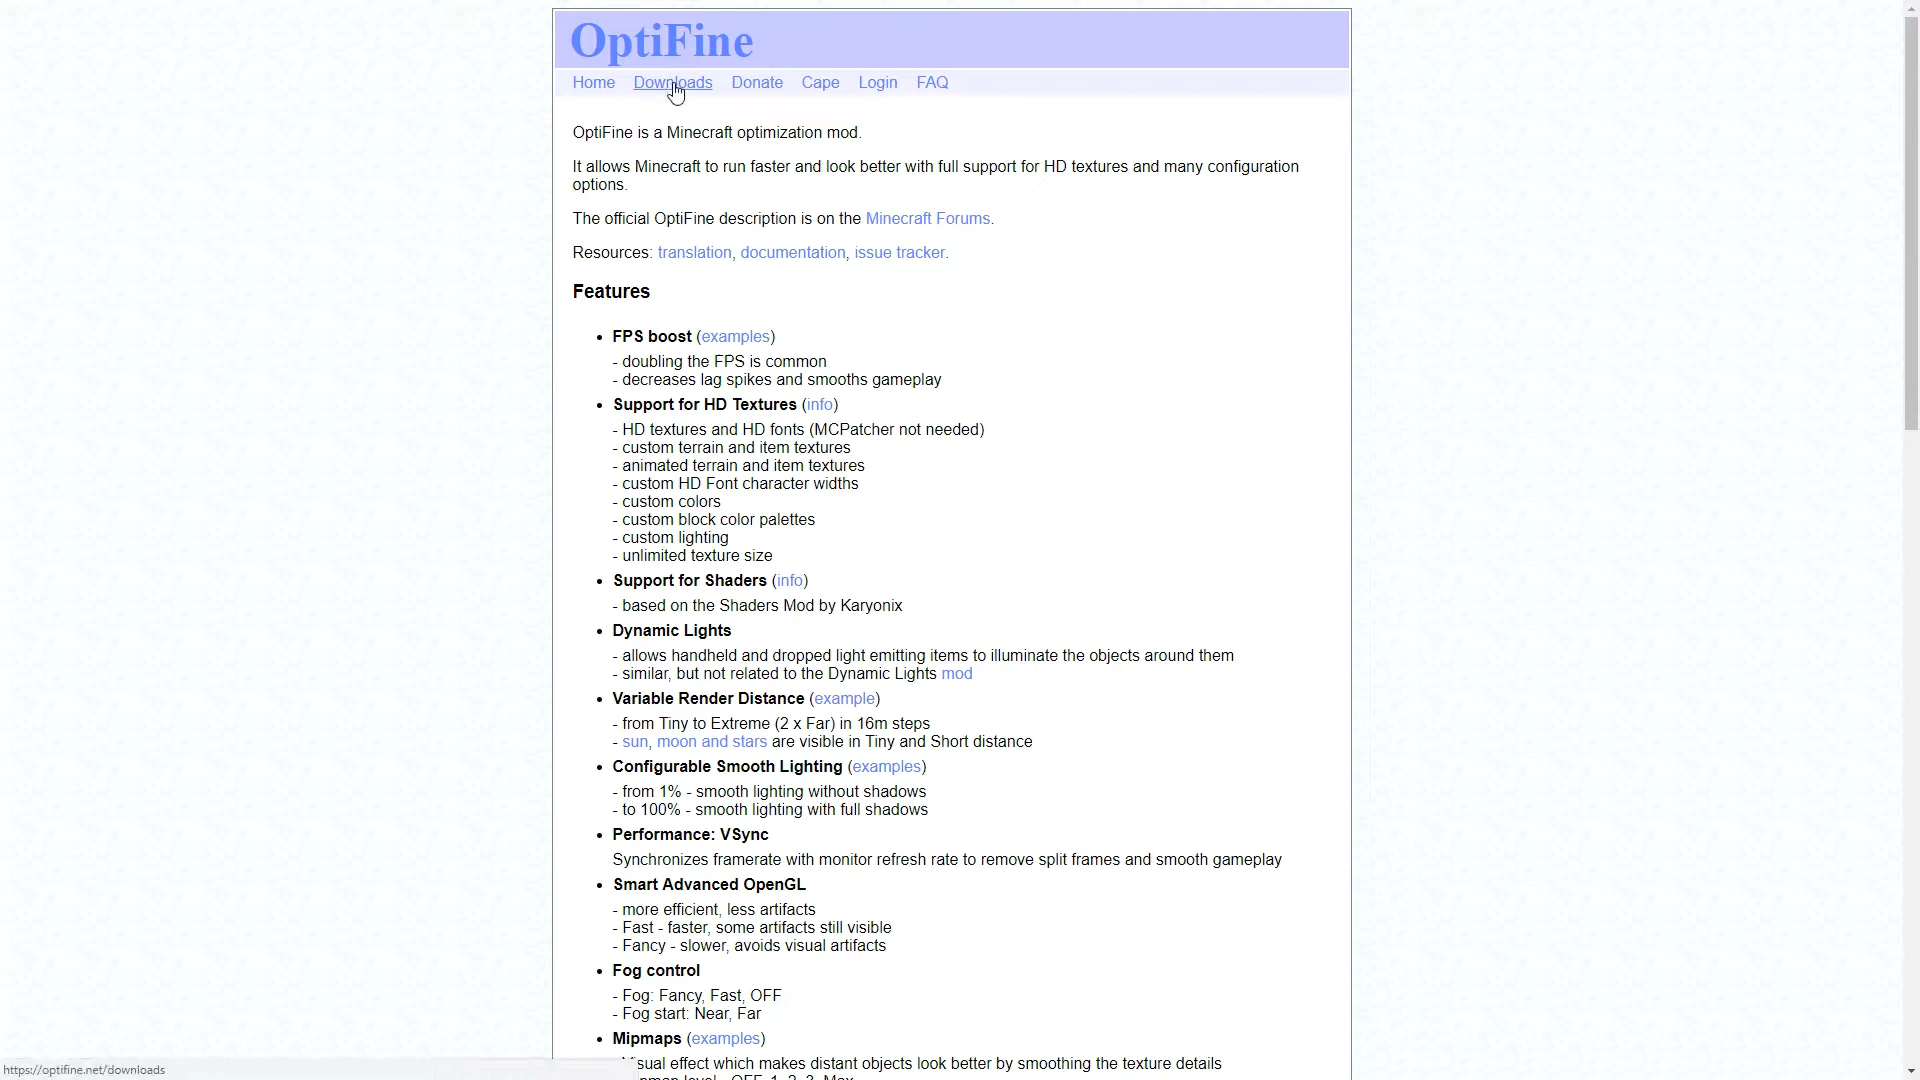 OptiFine
Home Downloads Donate Cape Login FAQ
OptiFine is a Minecraft optimization mod.
It allows Minecraft to run faster and look better with full support for HD textures and many configuration
options.
The official OptiFine description is on the Minecraft Forums.
Resources: translation, documentation, issue tracker.
Features
• FPS boost (examples)
- doubling the FPS is common
- decreases lag spikes and smooths gameplay
• Support for HD Textures (info)
- HD textures and HD fonts (MCPatcher not needed)
- custom terrain and item textures
- animated terrain and item textures
- custom HD Font character widths
- custom colors
- custom block color palettes
- custom lighting
- unlimited texture size
• Support for Shaders (info)
- based on the Shaders Mod by Karyonix
• Dynamic Lights
- allows handheld and dropped light emitting items to illuminate the objects around them
- similar, but not related to the Dynamic Lights mod
• Variable Render Distance (example)
- from Tiny to Extreme (2 x Far) in 16m steps
- sun, moon and stars are visible in Tiny and Short distance
• Configurable Smooth Lighting (examples)
- from 1% - smooth lighting without shadows
- to 100% - smooth lighting with full shadows
• Performance: VSync
Synchronizes framerate with monitor refresh rate to remove split frames and smooth gameplay
• Smart Advanced OpenGL
- more efficient, less artifacts
- Fast - faster, some artifacts still visible
- Fancy - slower, avoids visual artifacts
• Fog control
- Fog: Fancy, Fast, OFF
- Fog start: Near, Far
• Mipmaps (examples)
effect which makes distant objects look better by smoothing the texture details
https://optifine.net/downloads